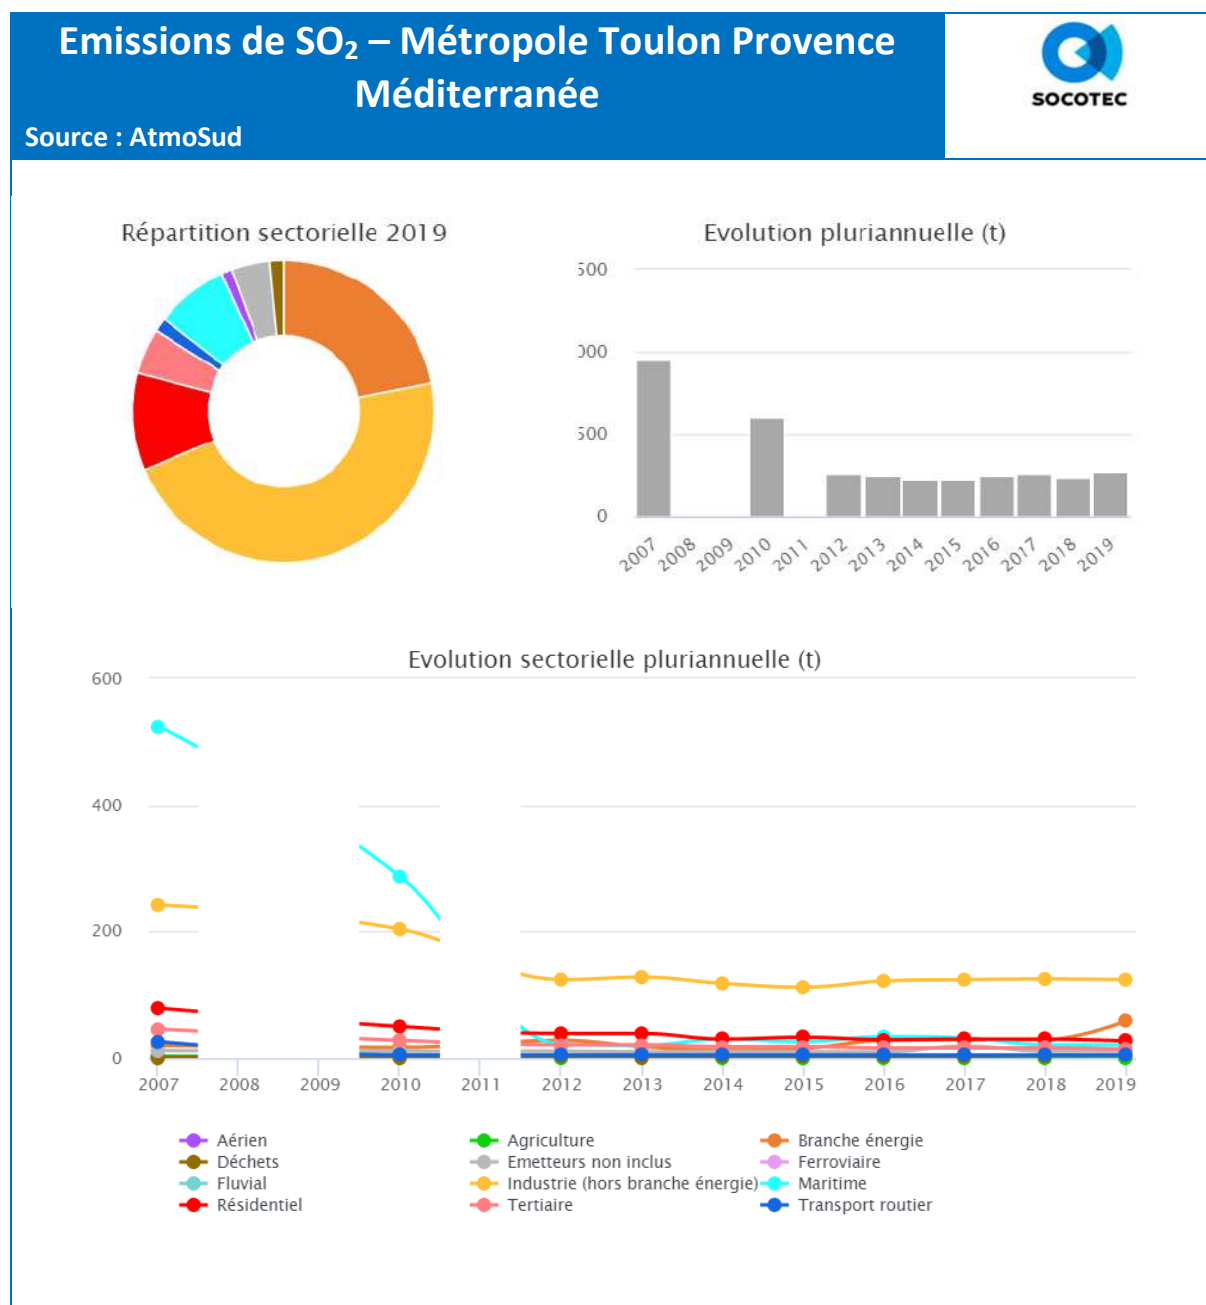 Emissions de SO₂ – Métropole Toulon Provence
Méditerranée
Source : AtmoSud
SOCOTEC
Répartition sectorielle 2019
Evolution pluriannuelle (t)
500
000
500
0
2007 2008 2009 2010 2011 2012 2013 2014 2015 2016 2017 2018 2019
Evolution sectorielle pluriannuelle (t)
600
400
200
0
2007 2008 2009 2010 2011 2012 2013 2014 2015 2016 2017 2018 2019
Aérien Agriculture Branche énergie
Déchets Emetteurs non inclus Ferroviaire
Fluvial Industrie (hors branche énergie) Maritime
Résidentiel Tertiaire Transport routier